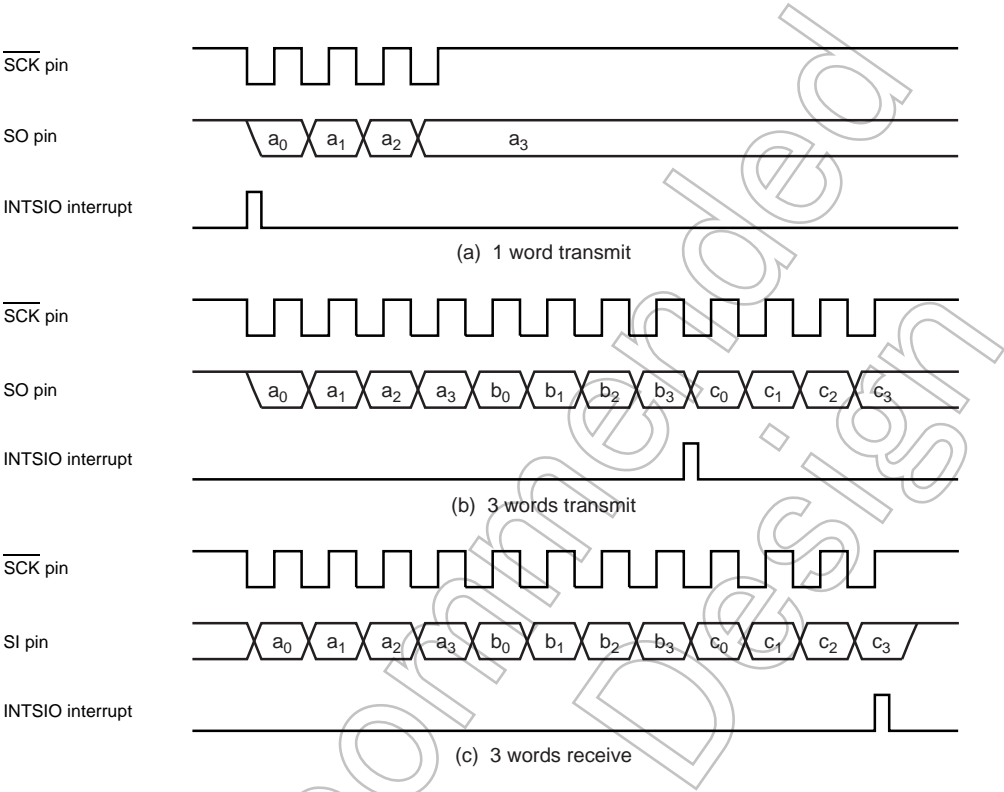 SCK pin
SO pin
a0 a1 a2 a3
INTSIO interrupt
(a) 1 word transmit
SCK pin
SO pin
a0 a1 a2 a3 b0 b1 b2 b3 c0 c1 c2 c3
INTSIO interrupt
(b) 3 words transmit
SCK pin
SI pin
a0 a1 a2 a3 b0 b1 b2 b3 c0 c1 c2 c3
INTSIO interrupt
(c) 3 words receive
ommended
Design